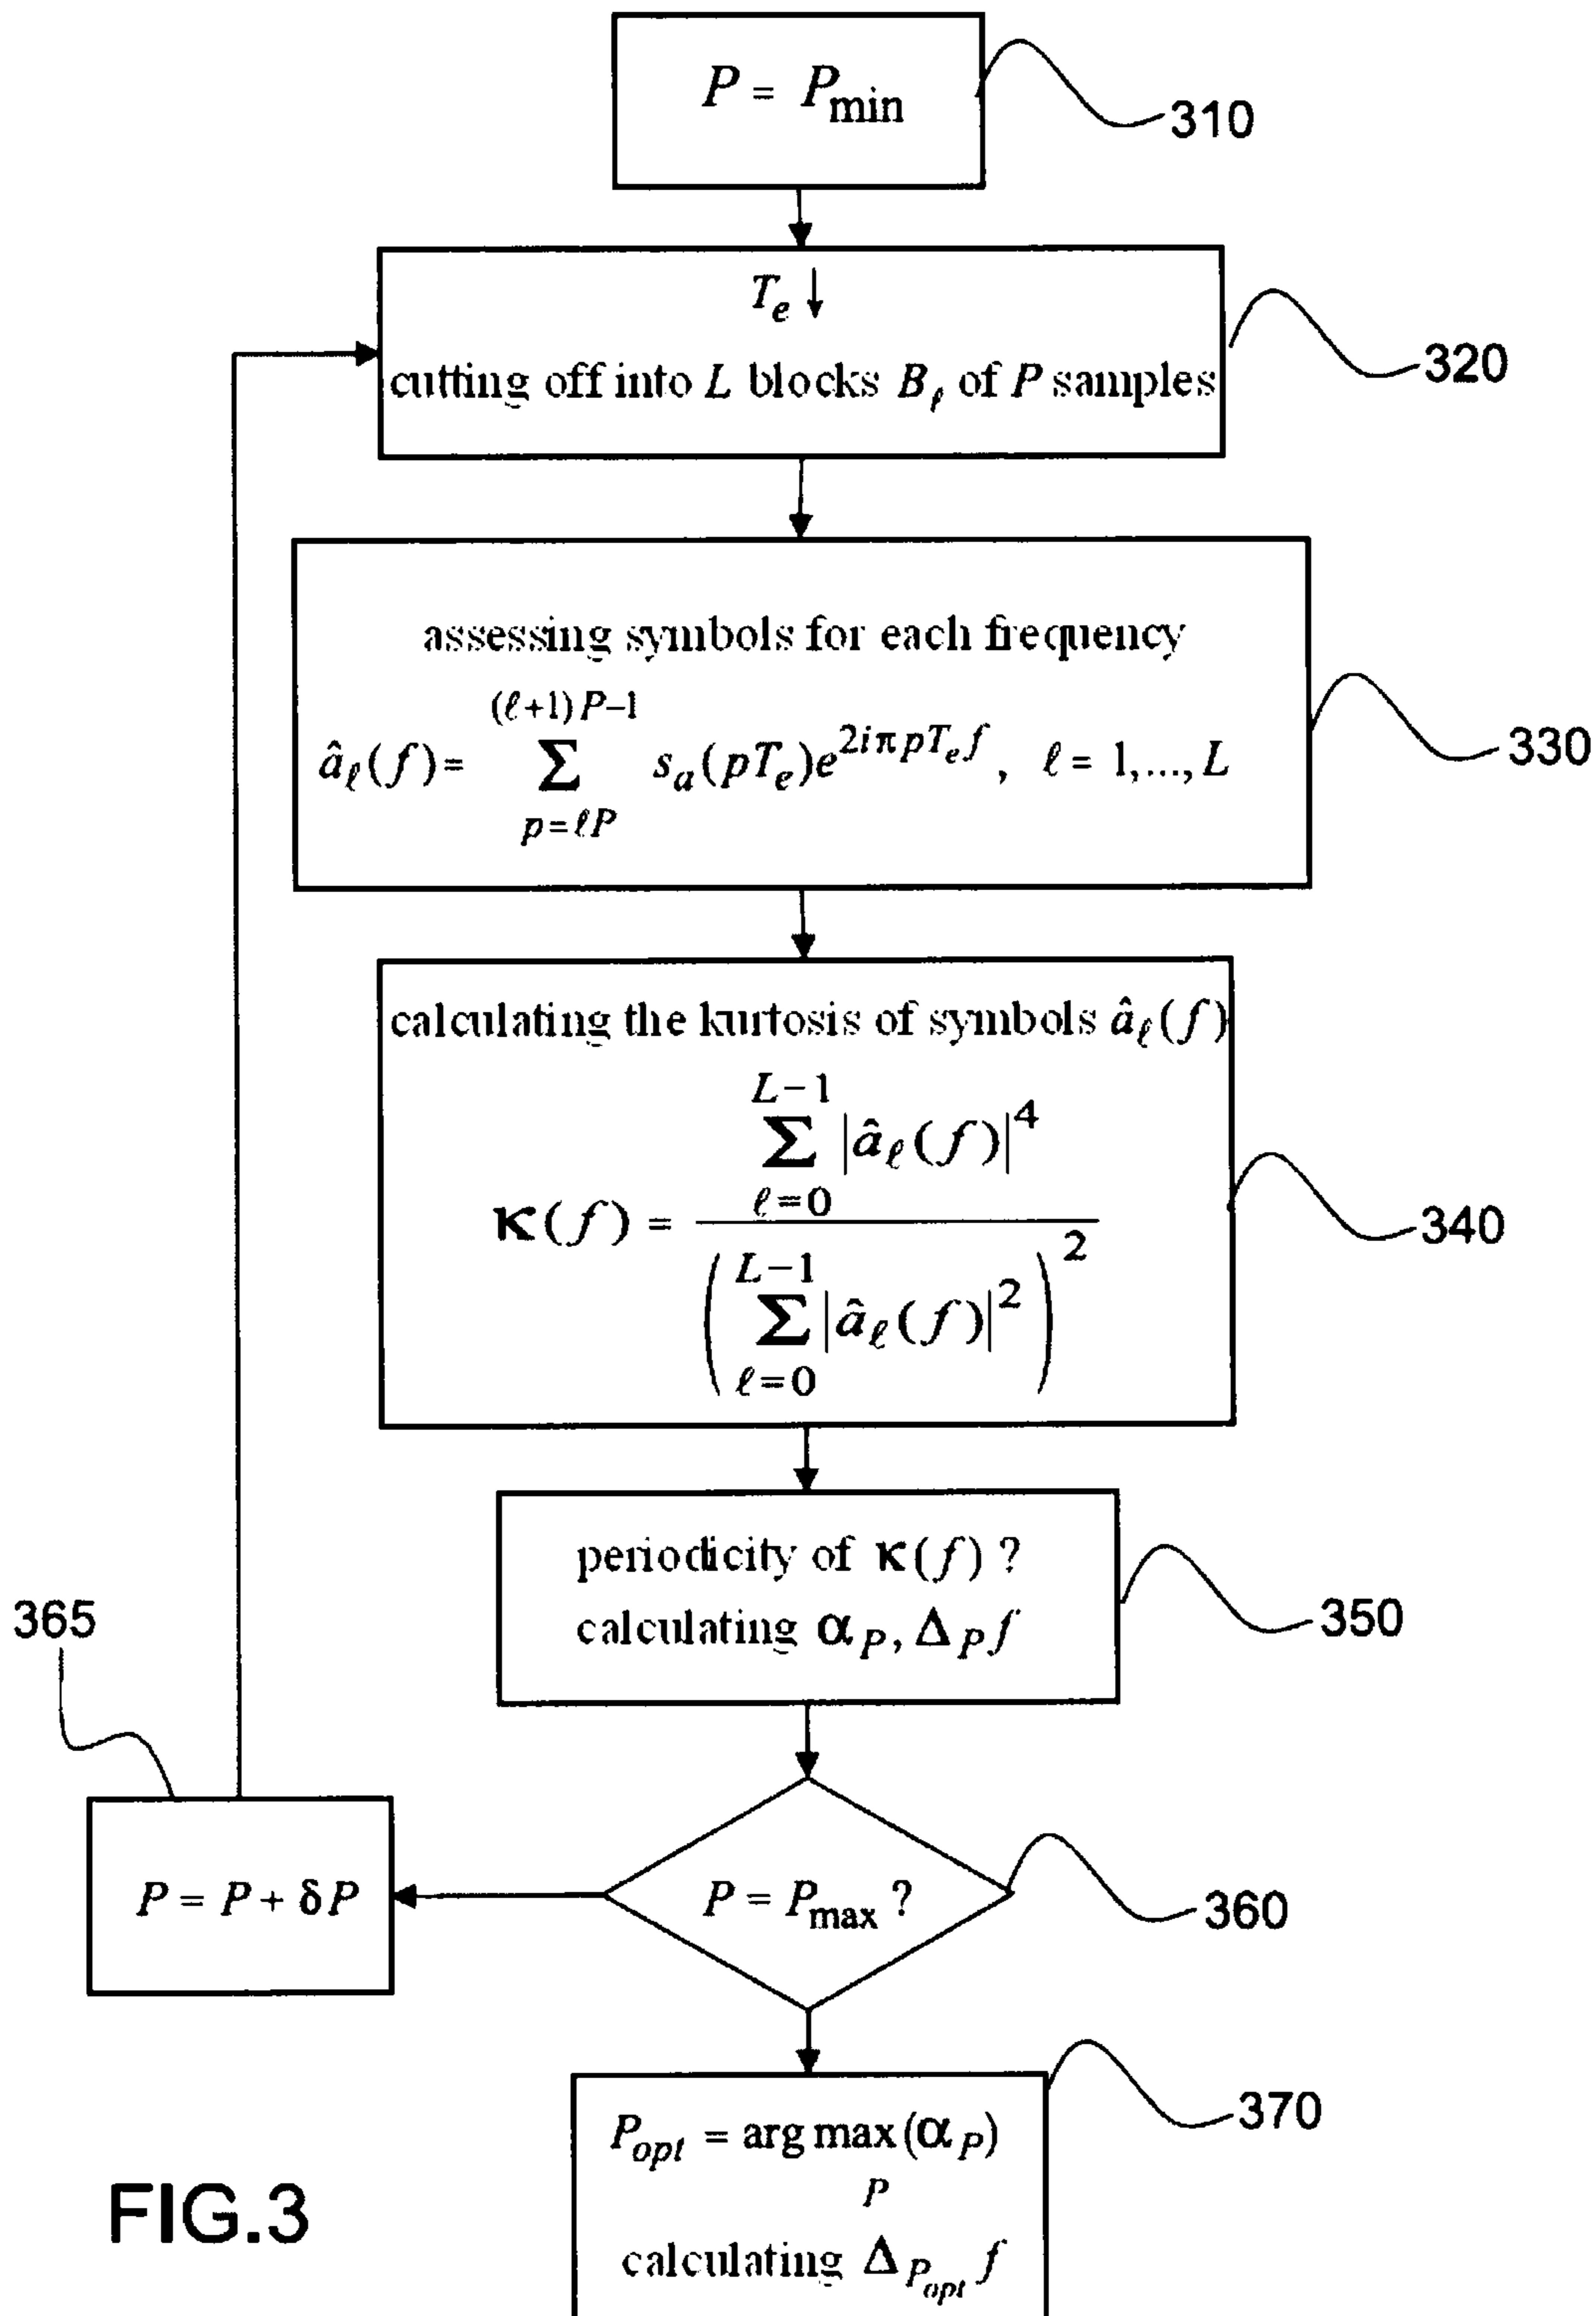 P = P_min
310
T_e ↓
cutting off into L blocks B_ℓ of P samples
320
assessing symbols for each frequency
â_ℓ(f) = ∑_{p=ℓP}^{(ℓ+1)P−1} s_a(pT_e)e^{2iπpT_e f}, ℓ = 1,...,L
330
calculating the kurtosis of symbols â_ℓ(f)
κ(f) = ∑_{ℓ=0}^{L−1} |â_ℓ(f)|^4 / (∑_{ℓ=0}^{L−1} |â_ℓ(f)|^2)^2
340
periodicity of κ(f) ?
calculating α_P, Δ_P f
350
365
P = P + δP
P = P_max ?
360
P_opt = arg max_P (α_P)
calculating Δ_{P_opt} f
370
FIG.3